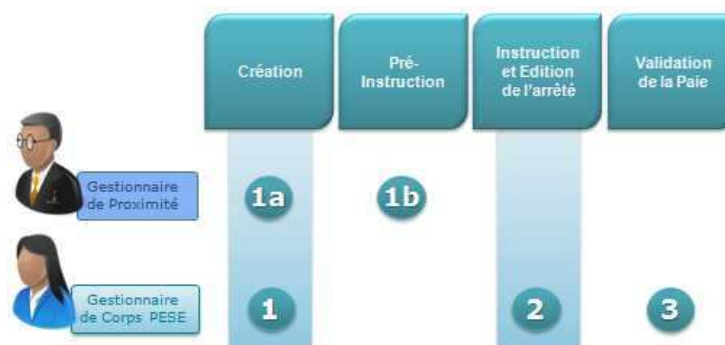 Création
Pré-
Instruction
Instruction
et Edition
de l'arrêté
Validation
de la Paie
Gestionnaire
de Proximité
1a
1b
Gestionnaire
de Corps PESE
1
2
3